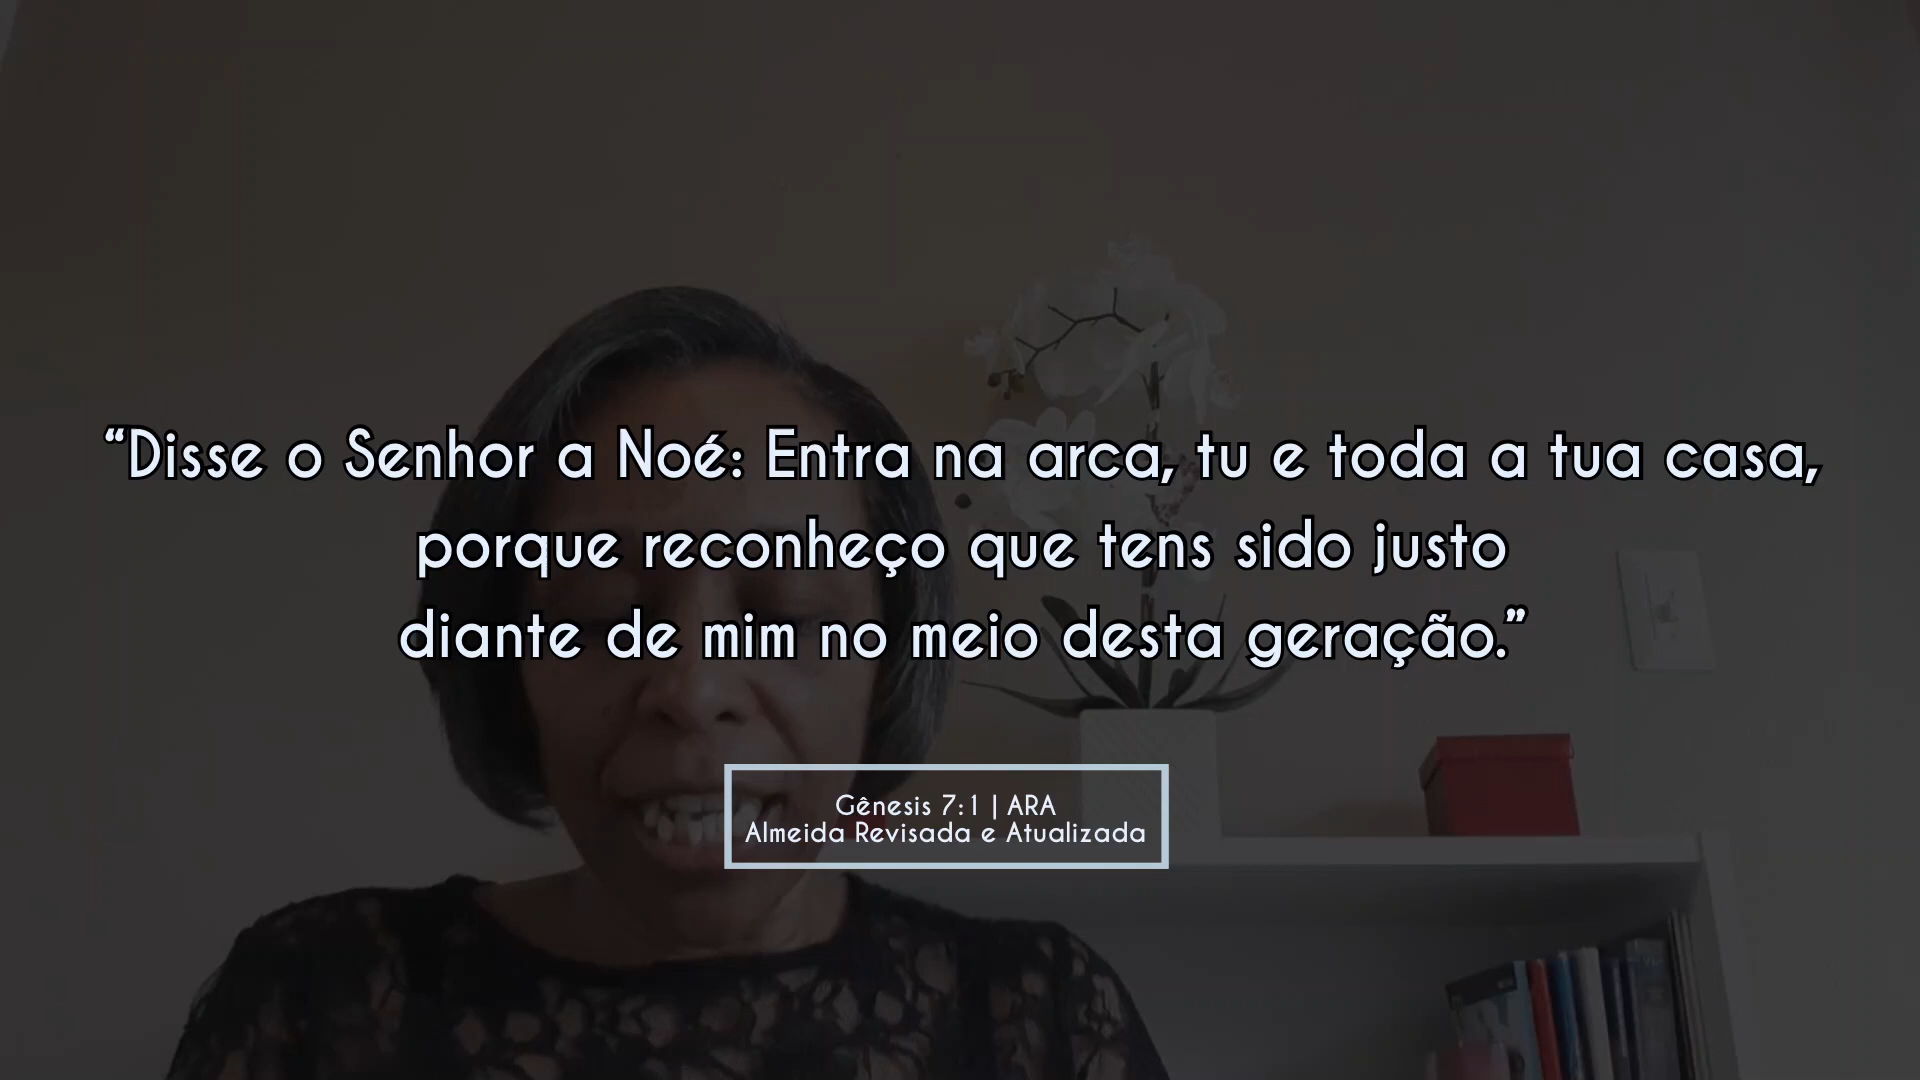 “Disse o Senhor a Noé: Entra na arca, tu e toda a tua casa,
porque reconheço que tens sido justo
diante de mim no meio desta geração.”
Gênesis 7:1 | ARA
Almeida Revisada e Atualizada